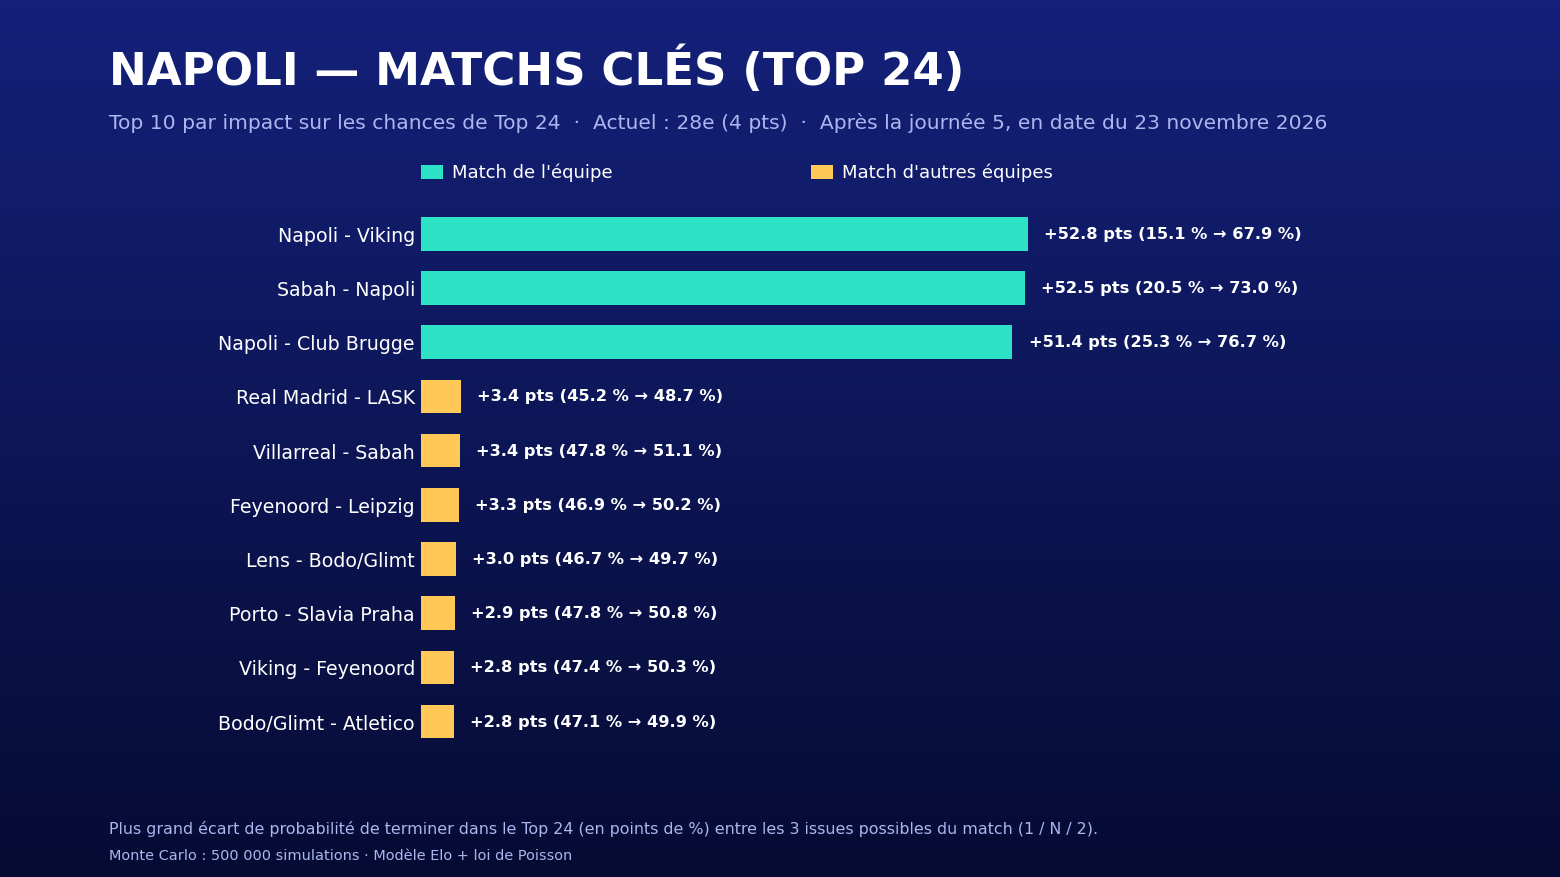 NAPOLI — MATCHS CLÉS (TOP 24)
Top 10 par impact sur les chances de Top 24 · Actuel : 28e (4 pts) · Après la journée 5, en date du 23 novembre 2026
Match de l'équipe Match d'autres équipes
Napoli - Viking +52.8 pts (15.1 % → 67.9 %)
Sabah - Napoli +52.5 pts (20.5 % → 73.0 %)
Napoli - Club Brugge +51.4 pts (25.3 % → 76.7 %)
Real Madrid - LASK +3.4 pts (45.2 % → 48.7 %)
Villarreal - Sabah +3.4 pts (47.8 % → 51.1 %)
Feyenoord - Leipzig +3.3 pts (46.9 % → 50.2 %)
Lens - Bodo/Glimt +3.0 pts (46.7 % → 49.7 %)
Porto - Slavia Praha +2.9 pts (47.8 % → 50.8 %)
Viking - Feyenoord +2.8 pts (47.4 % → 50.3 %)
Bodo/Glimt - Atletico +2.8 pts (47.1 % → 49.9 %)
Plus grand écart de probabilité de terminer dans le Top 24 (en points de %) entre les 3 issues possibles du match (1 / N / 2).
Monte Carlo : 500 000 simulations · Modèle Elo + loi de Poisson